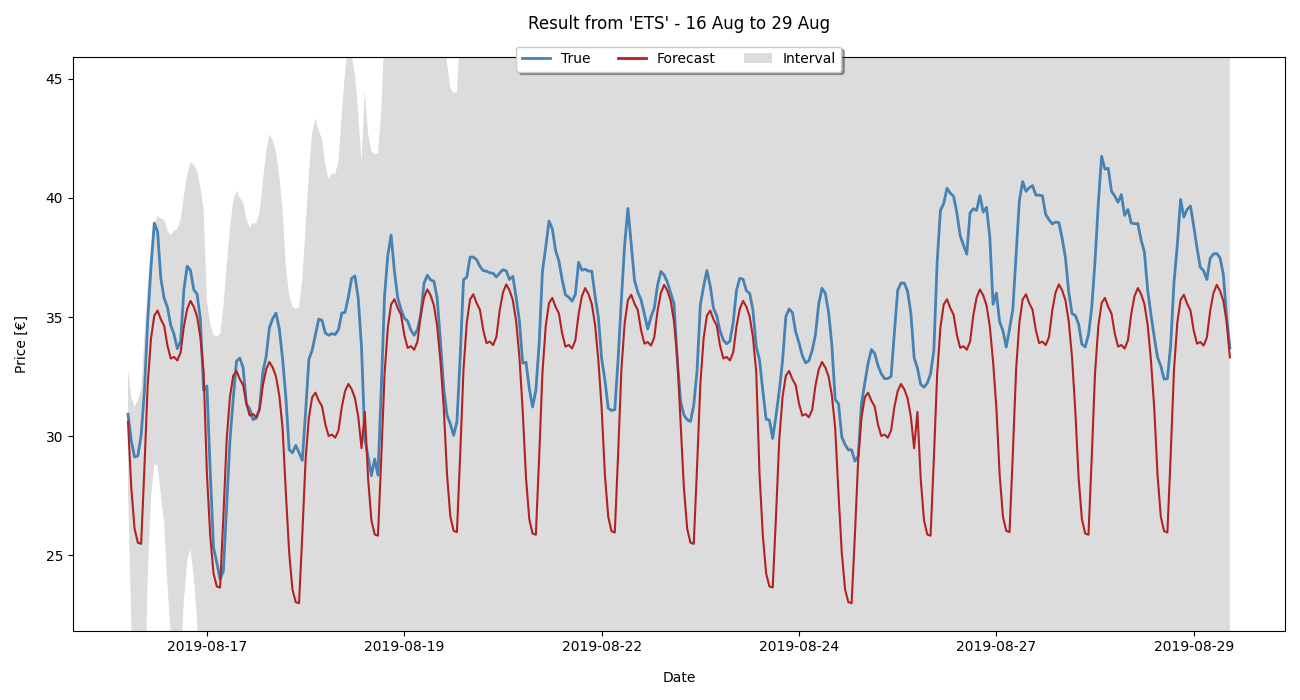 Result from 'ETS' - 16 Aug to 29 Aug
True Forecast Interval
45
40
35
30
25
Price [€]
2019-08-17 2019-08-19 2019-08-22 2019-08-24 2019-08-27 2019-08-29
Date